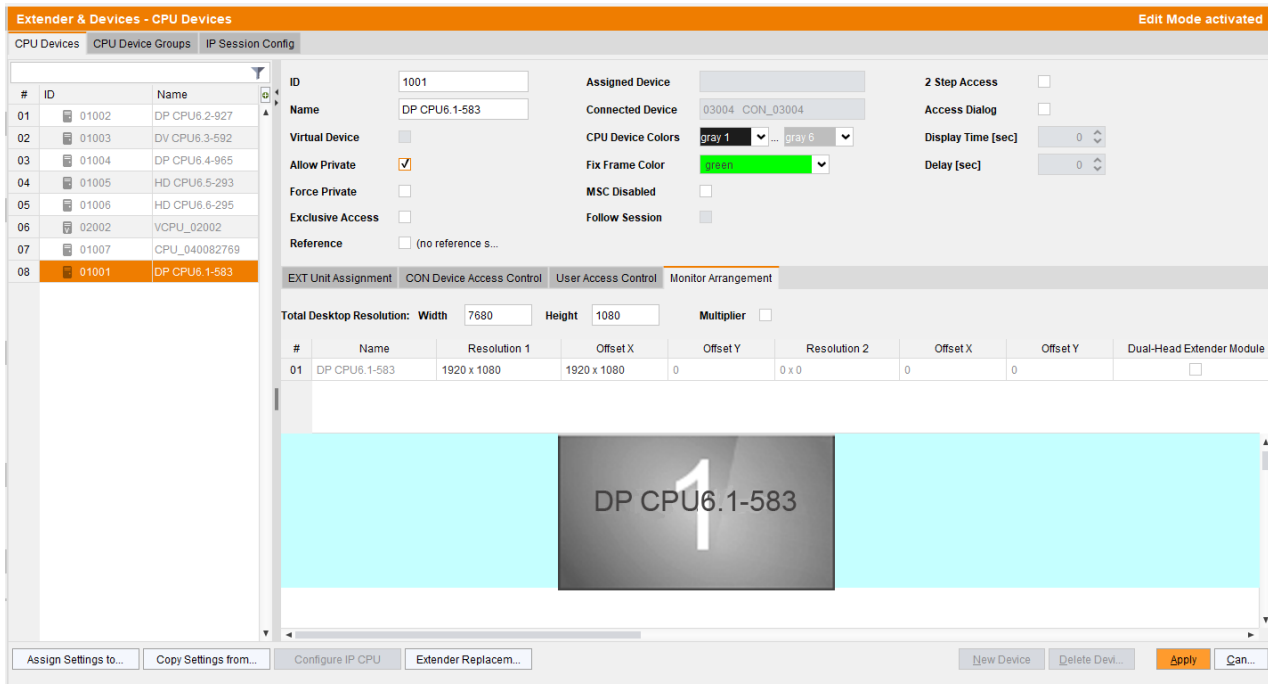 Extender & Devices - CPU Devices Edit Mode activated
CPU Devices CPU Device Groups IP Session Config
# ID Name
01 01002 DP CPU6.2-927
02 01003 DV CPU6.3-592
03 01004 DP CPU6.4-965
04 01005 HD CPU6.5-293
05 01006 HD CPU6.6-295
06 02002 VCPU_02002
07 01007 CPU_040082769
08 01001 DP CPU6.1-583
ID 1001 Assigned Device 2 Step Access
Name DP CPU6.1-583 Connected Device 03004 CON_03004 Access Dialog
Virtual Device CPU Device Colors gray 1 ... gray 6 Display Time [sec] 0
Allow Private Fix Frame Color green Delay [sec] 0
Force Private MSC Disabled
Exclusive Access Follow Session
Reference (no reference s...
EXT Unit Assignment CON Device Access Control User Access Control Monitor Arrangement
Total Desktop Resolution: Width 7680 Height 1080 Multiplier
# Name Resolution 1 Offset X Offset Y Resolution 2 Offset X Offset Y Dual-Head Extender Module
01 DP CPU6.1-583 1920 x 1080 1920 x 1080 0 0 x 0 0 0
1
DP CPU6.1-583
Assign Settings to... Copy Settings from... Configure IP CPU Extender Replacem... New Device Delete Devi... Apply Can...